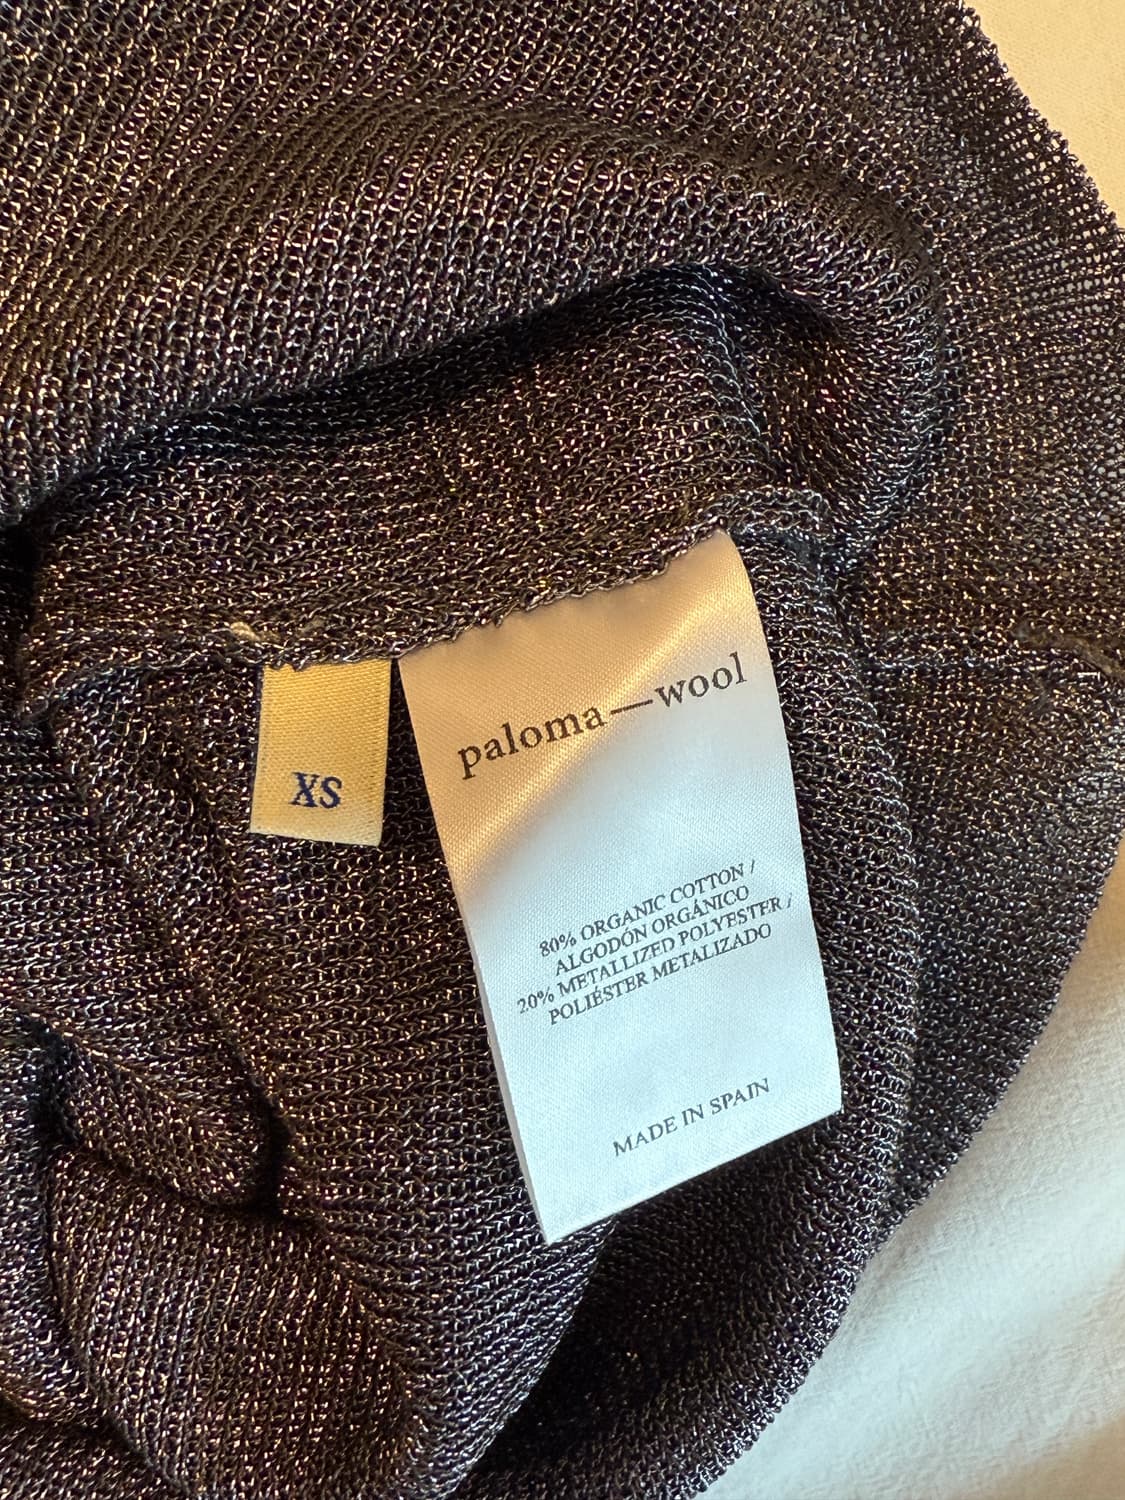 XS
paloma—wool
80% ORGANIC COTTON /
ALGODÓN ORGÁNICO
20% METALLIZED POLYESTER /
POLIÉSTER METALIZADO
MADE IN SPAIN